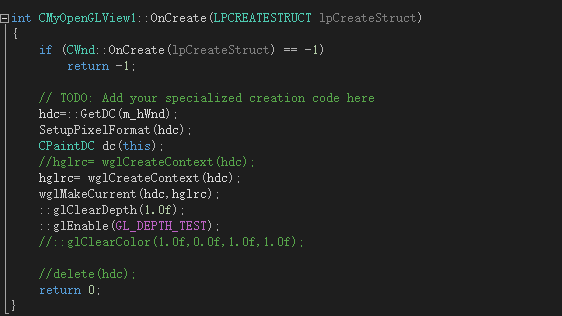 int CMyOpenGLView1::OnCreate(LPCREATESTRUCT lpCreateStruct)
{
if (CWnd::OnCreate(lpCreateStruct) == -1)
return -1;
// TODO: Add your specialized creation code here
hdc=::GetDC(m_hWnd);
SetupPixelFormat(hdc);
CPaintDC dc(this);
//hglrc= wglCreateContext(hdc);
hglrc= wglCreateContext(hdc);
wglMakeCurrent(hdc,hglrc);
::glClearDepth(1.0f);
::glEnable(GL_DEPTH_TEST);
//::glClearColor(1.0f,0.0f,1.0f,1.0f);
//delete(hdc);
return 0;
}